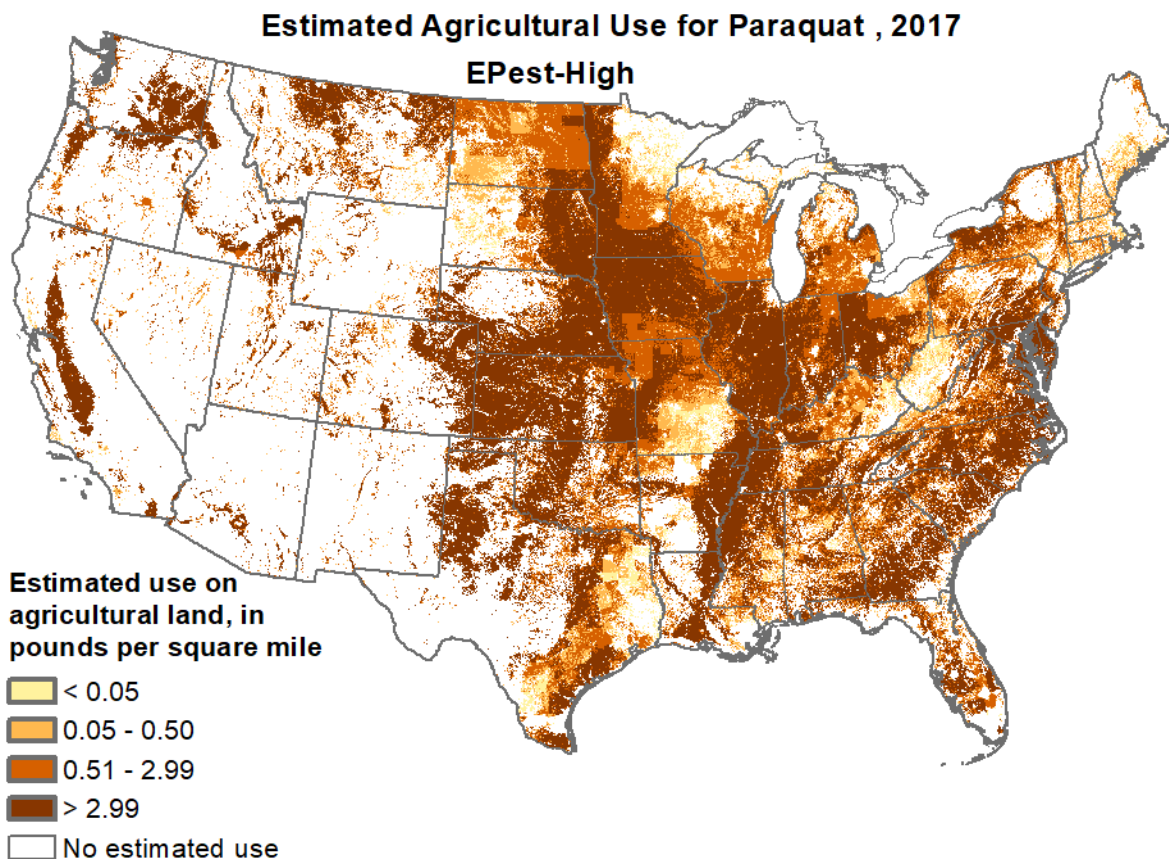 Estimated Agricultural Use for Paraquat , 2017
EPest-High
Estimated use on
agricultural land, in
pounds per square mile
< 0.05
0.05 - 0.50
0.51 - 2.99
> 2.99
No estimated use